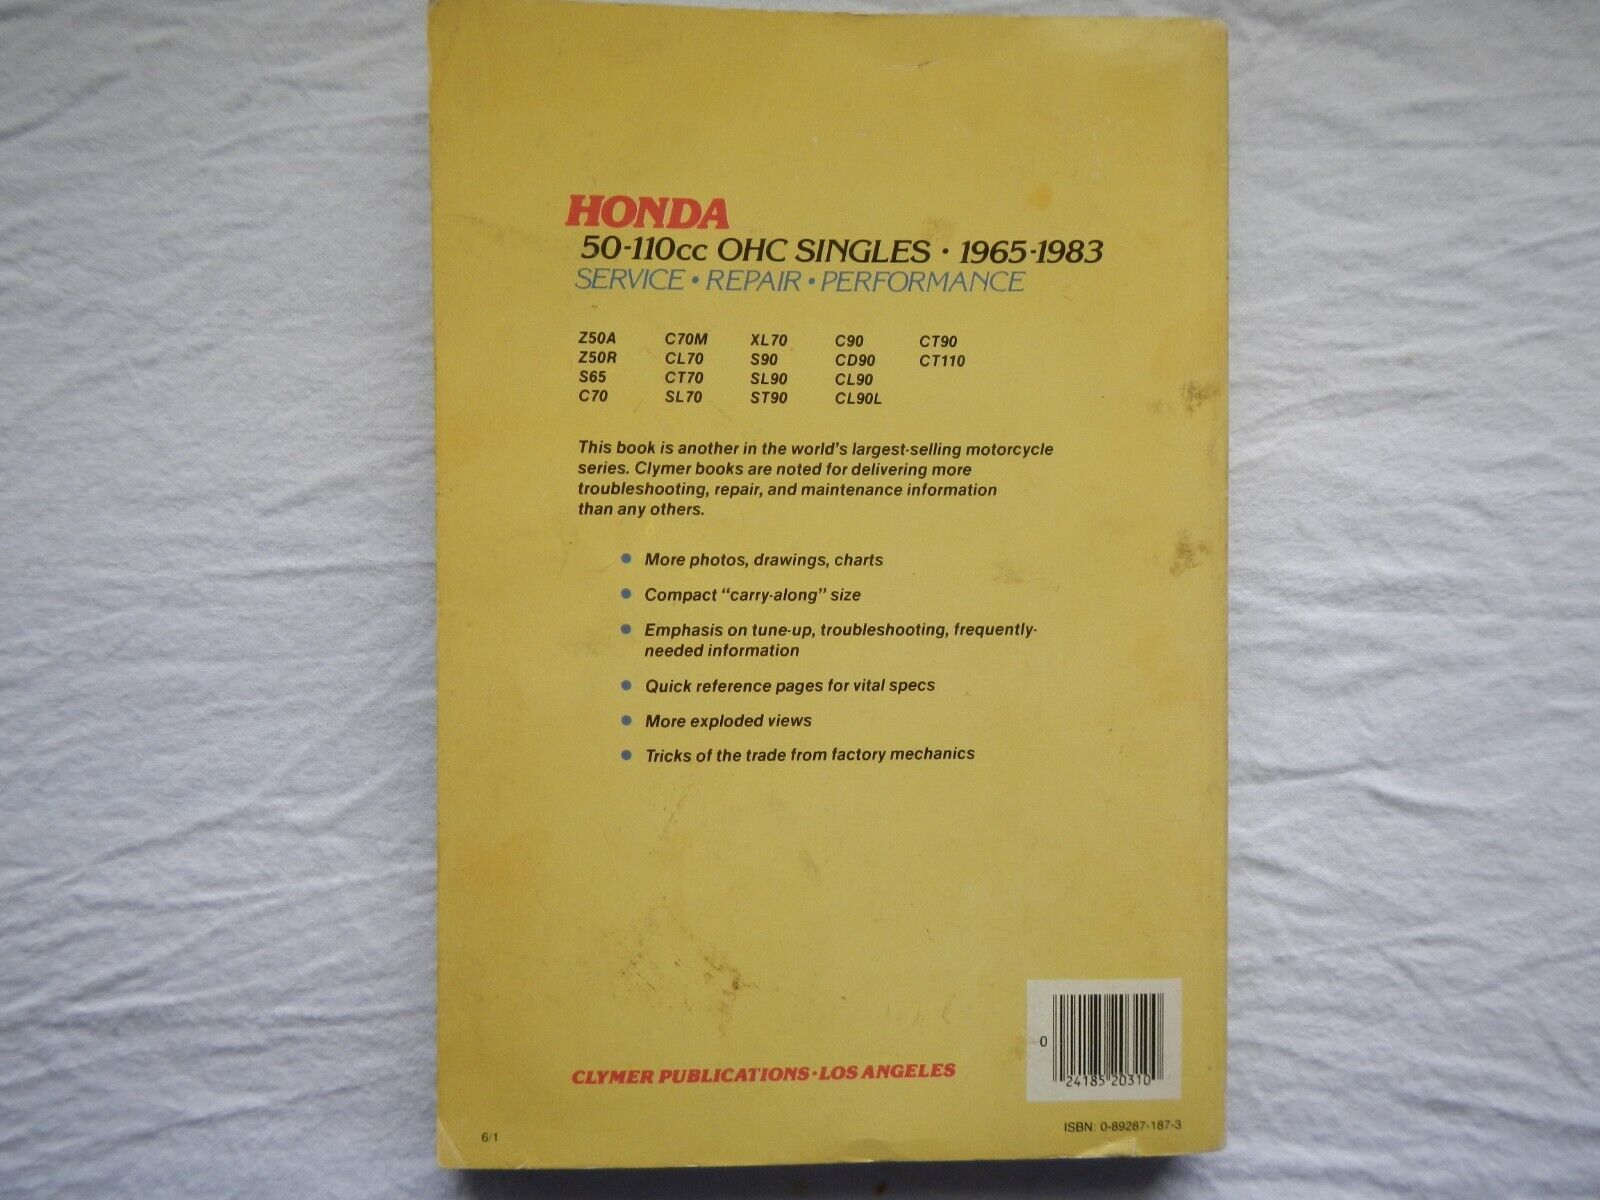 HONDA
50-110cc OHC SINGLES · 1965-1983
SERVICE • REPAIR • PERFORMANCE
Z50A C70M XL70 C90 CT90
Z50R CL70 S90 CD90 CT110
S65 CT70 SL90 CL90
C70 SL70 ST90 CL90L
This book is another in the world's largest-selling motorcycle
series. Clymer books are noted for delivering more
troubleshooting, repair, and maintenance information
than any others.
• More photos, drawings, charts
• Compact "carry-along" size
• Emphasis on tune-up, troubleshooting, frequently-
needed information
• Quick reference pages for vital specs
• More exploded views
• Tricks of the trade from factory mechanics
CLYMER PUBLICATIONS · LOS ANGELES
0 24185 20310
ISBN: 0-89287-187-3
6/1